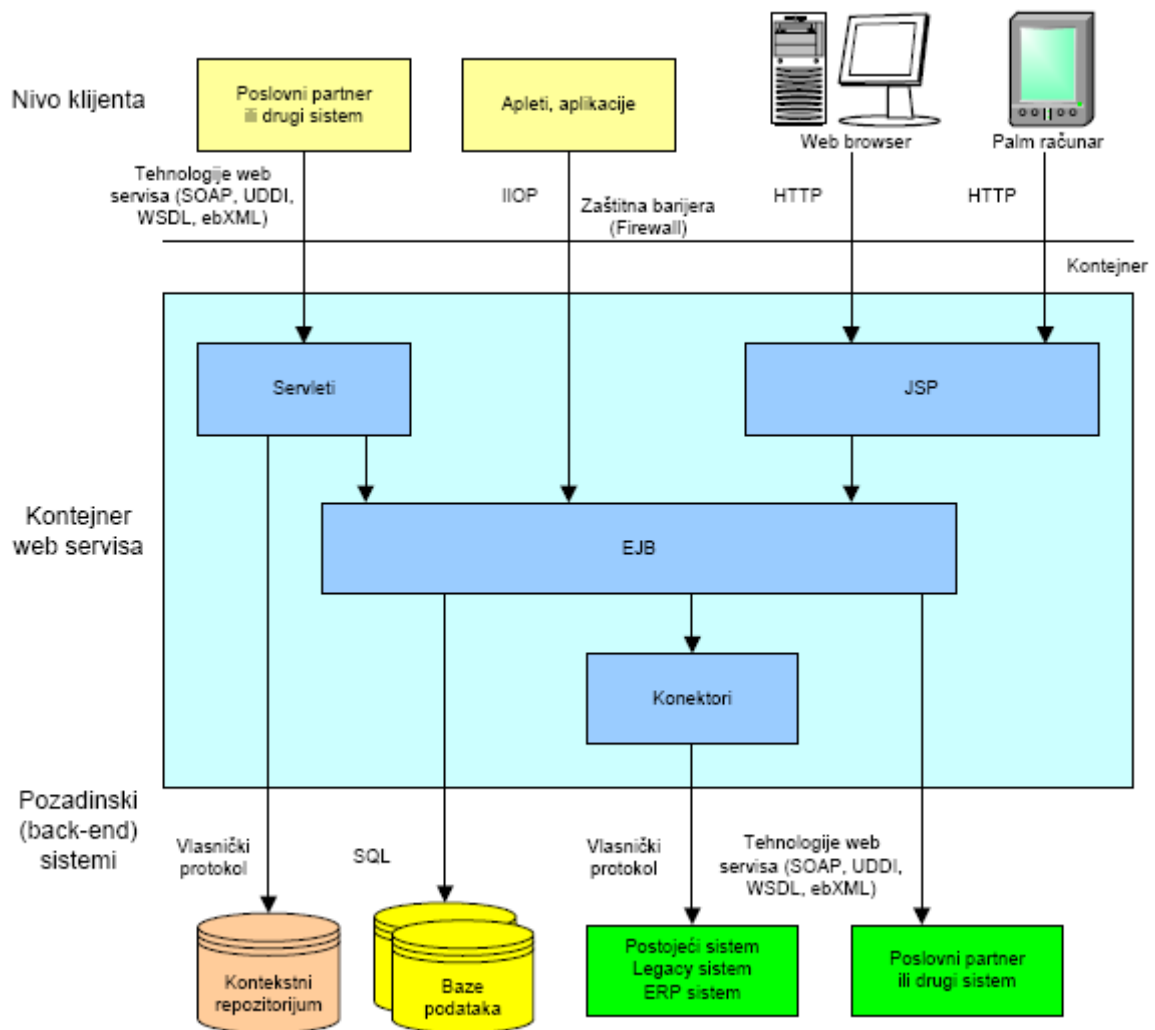 Nivo klijenta
Poslovni partner
ili drugi sistem
Apleti, aplikacije
Web browser
Palm računar
Tehnologije web
servisa (SOAP, UDDI,
WSDL, ebXML)
IIOP
Zaštitna barijera
(Firewall)
HTTP
HTTP
Kontejner
Servleti
JSP
Kontejner
web servisa
EJB
Konektori
Pozadinski
(back-end)
sistemi
Vlasnički
protokol
SQL
Vlasnički
protokol
Tehnologije web
servisa (SOAP, UDDI,
WSDL, ebXML)
Kontekstni
repozitorijum
Baze
podataka
Postojeći sistem
Legacy sistem
ERP sistem
Poslovni partner
ili drugi sistem